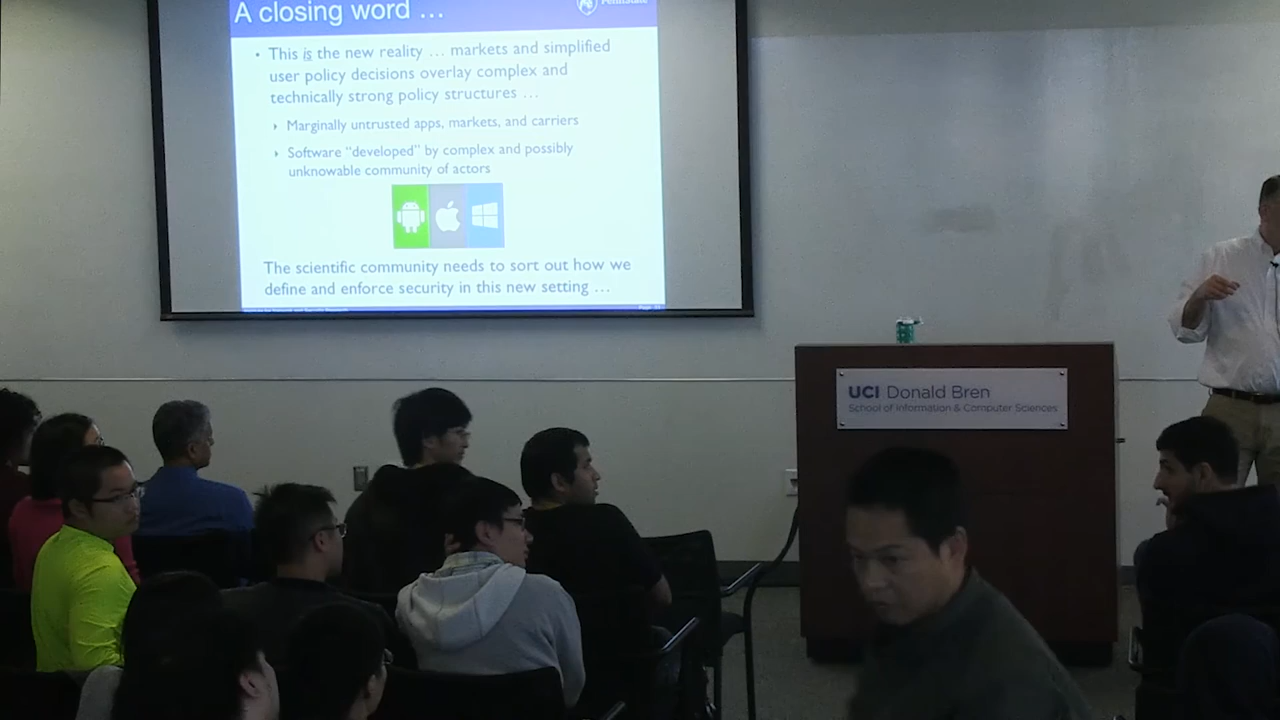 A closing word …
PennState
• This is the new reality … markets and simplified
user policy decisions overlay complex and
technically strong policy structures …
‣ Marginally untrusted apps, markets, and carriers
‣ Software “developed” by complex and possibly
unknowable community of actors
The scientific community needs to sort out how we
define and enforce security in this new setting …
Page
UCI Donald Bren
School of Information & Computer Sciences